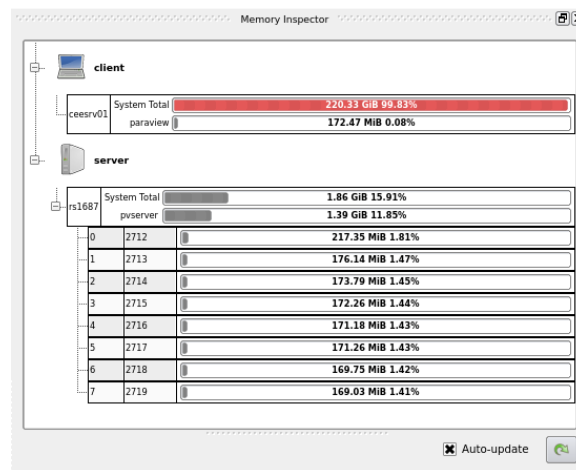 Memory Inspector
client
ceesrv01
System Total 220.33 GiB 99.83%
paraview 172.47 MiB 0.08%
server
rs1687
System Total 1.86 GiB 15.91%
pvserver 1.39 GiB 11.85%
0 2712 217.35 MiB 1.81%
1 2713 176.14 MiB 1.47%
2 2714 173.79 MiB 1.45%
3 2715 172.26 MiB 1.44%
4 2716 171.18 MiB 1.43%
5 2717 171.26 MiB 1.43%
6 2718 169.75 MiB 1.42%
7 2719 169.03 MiB 1.41%
Auto-update